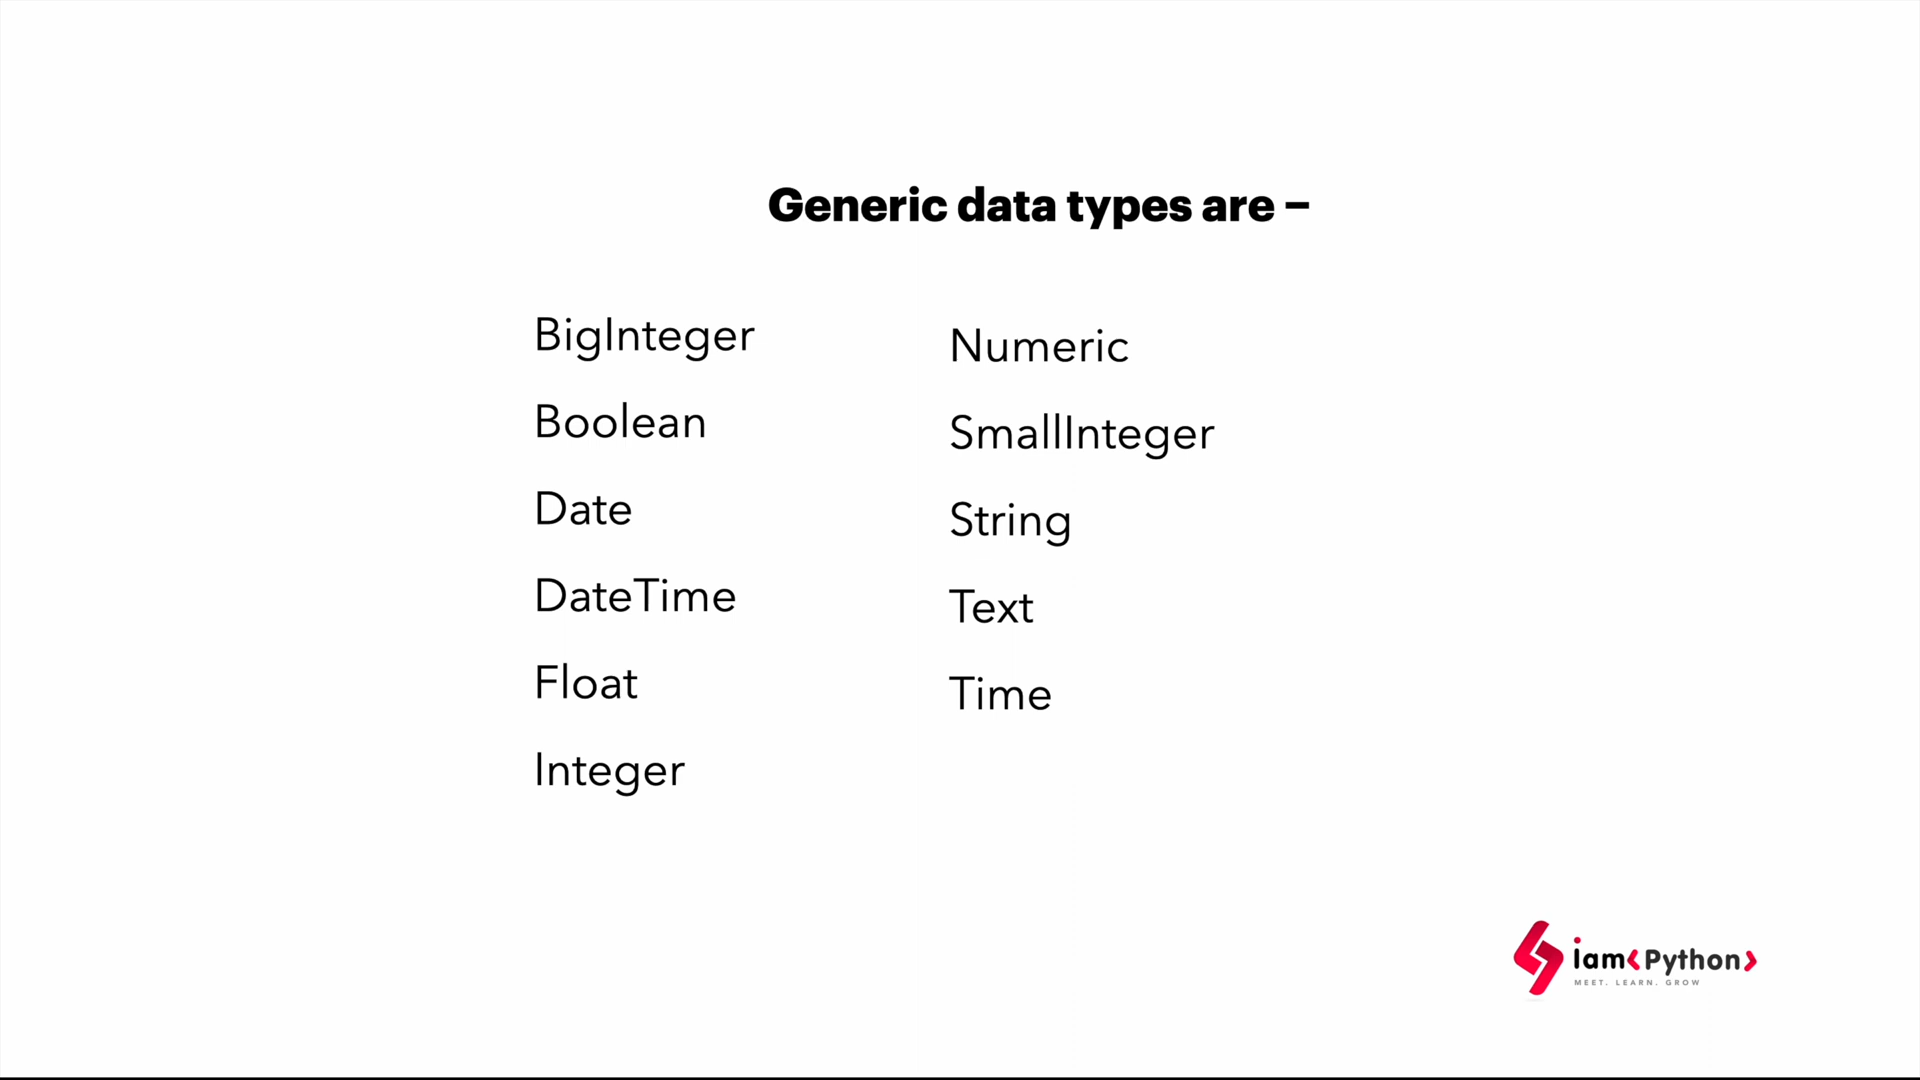 Generic data types are –
BigInteger
Boolean
Date
DateTime
Float
Integer
Numeric
SmallInteger
String
Text
Time
iam<Python>
MEET. LEARN. GROW